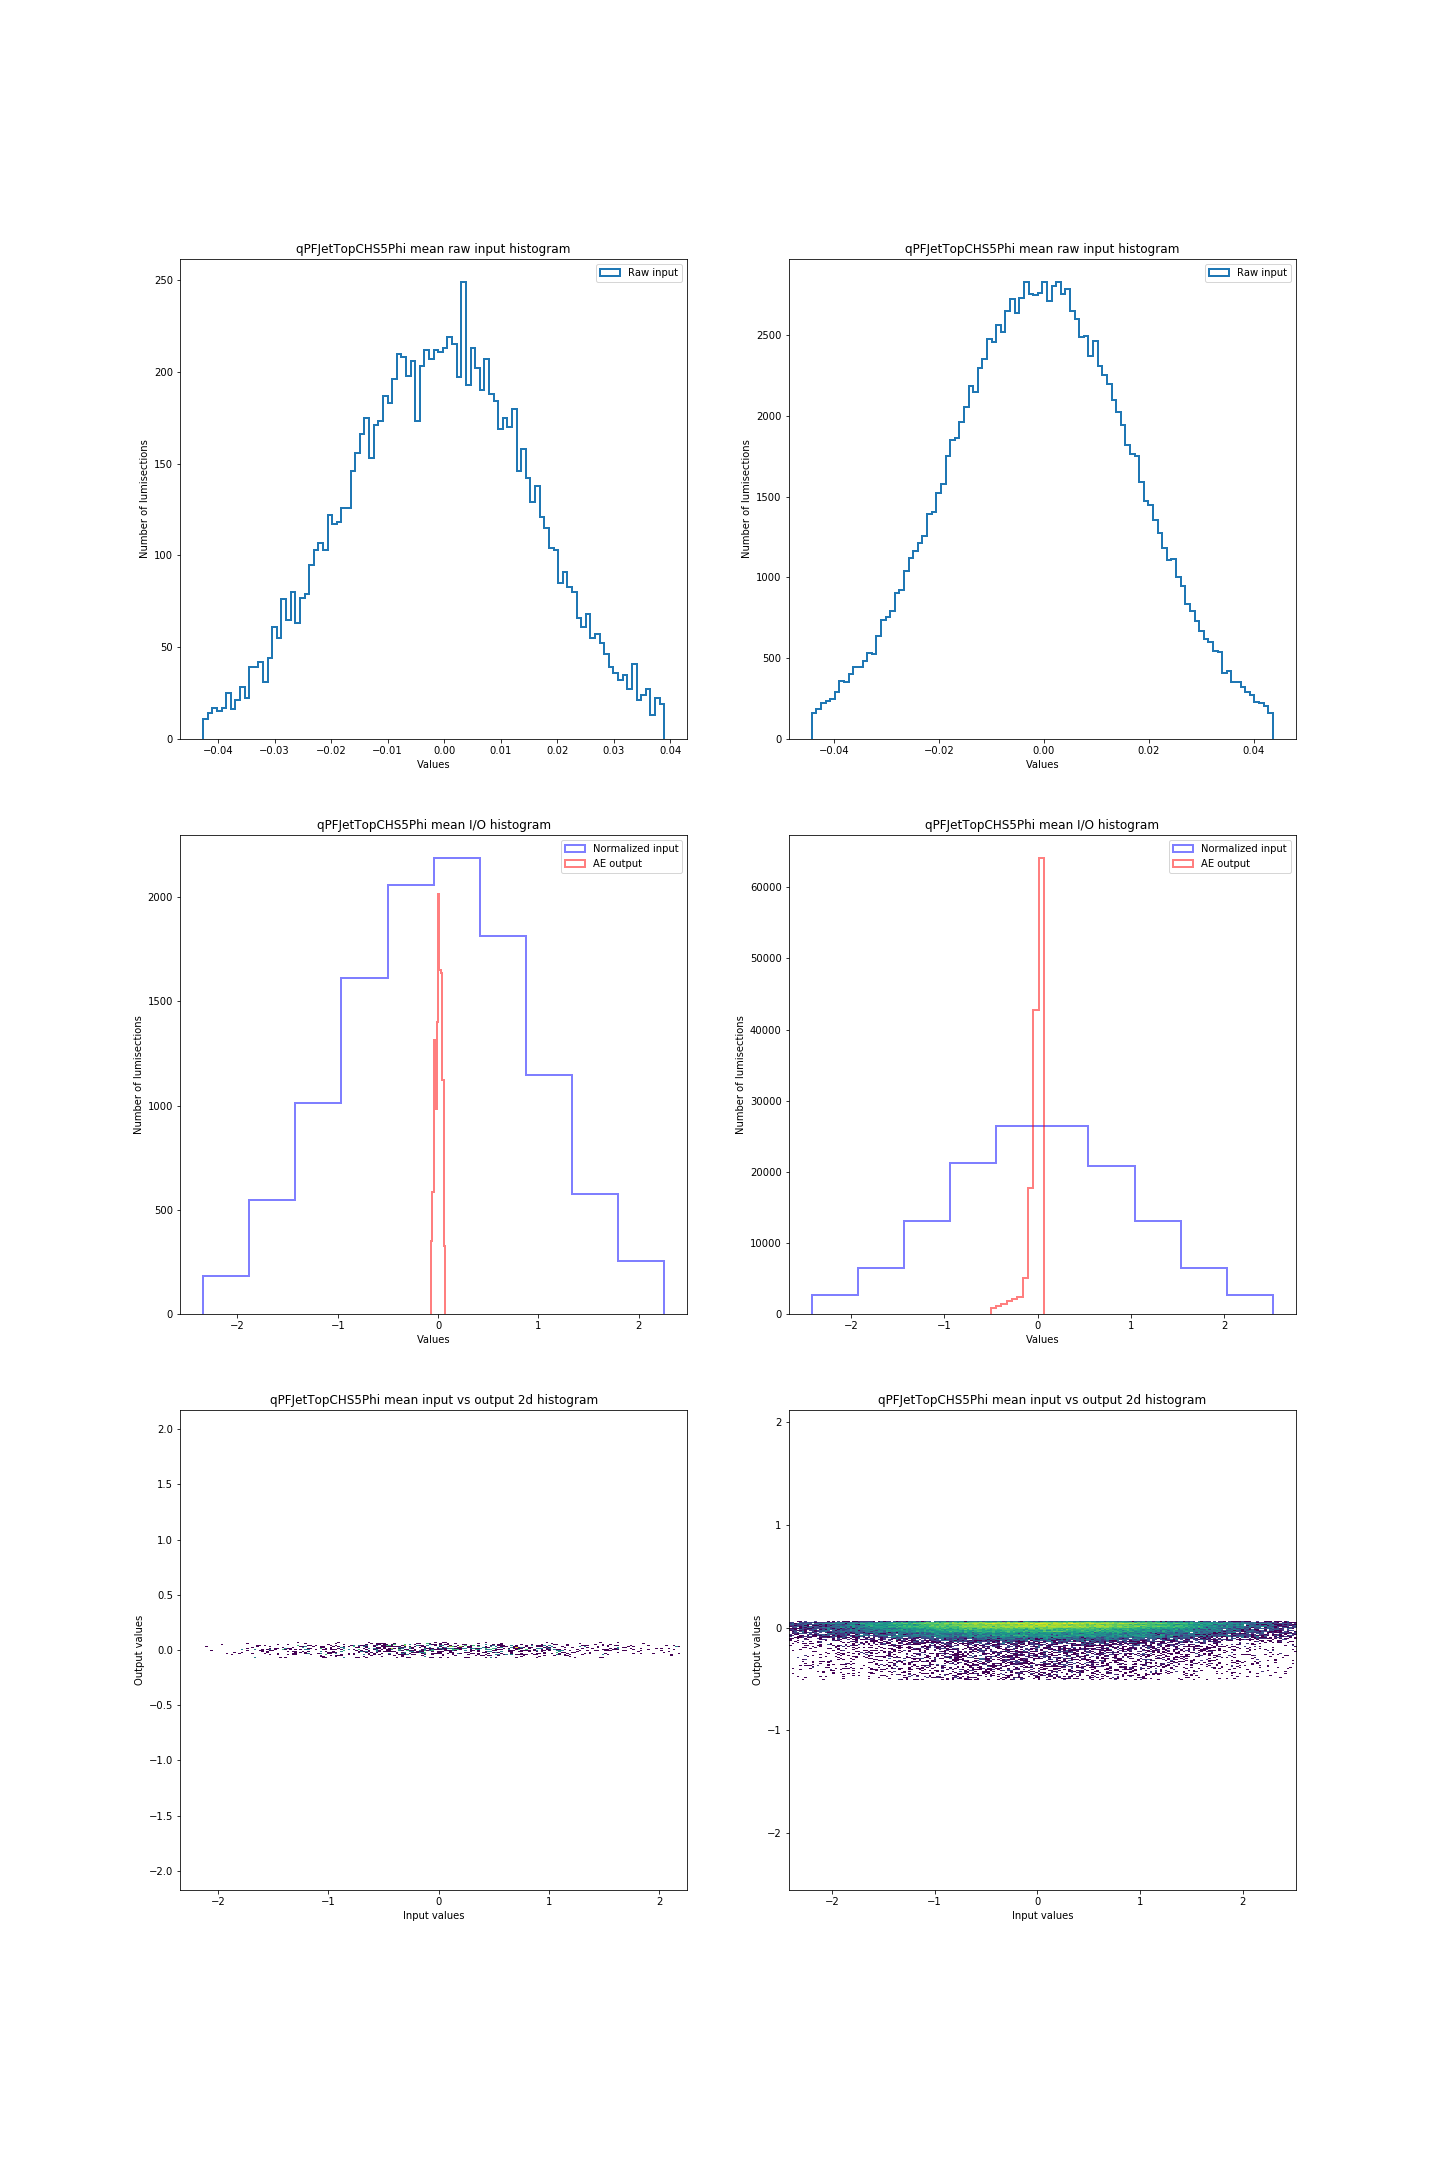 qPFJetTopCHS5Phi mean raw input histogram
Raw input
Number of lumisections
250
200
150
100
50
0
−0.04 −0.03 −0.02 −0.01 0.00 0.01 0.02 0.03 0.04
Values
qPFJetTopCHS5Phi mean raw input histogram
Raw input
Number of lumisections
2500
2000
1500
1000
500
0
−0.04 −0.02 0.00 0.02 0.04
Values
qPFJetTopCHS5Phi mean I/O histogram
Normalized input
AE output
Number of lumisections
2000
1500
1000
500
0
−2 −1 0 1 2
Values
qPFJetTopCHS5Phi mean I/O histogram
Normalized input
AE output
Number of lumisections
60000
50000
40000
30000
20000
10000
0
−2 −1 0 1 2
Values
qPFJetTopCHS5Phi mean input vs output 2d histogram
Output values
2.0
1.5
1.0
0.5
0.0
−0.5
−1.0
−1.5
−2.0
−2 −1 0 1 2
Input values
qPFJetTopCHS5Phi mean input vs output 2d histogram
Output values
2
1
0
−1
−2
−2 −1 0 1 2
Input values